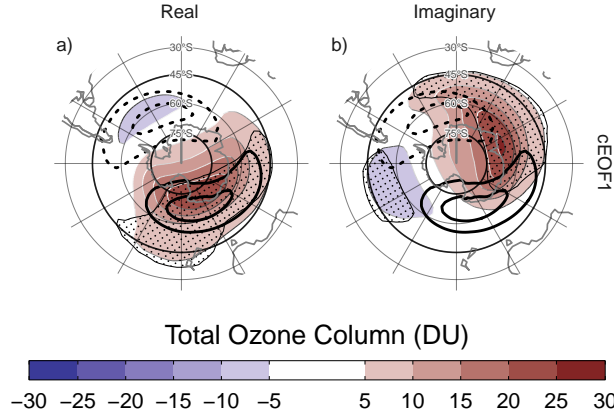 Real
Imaginary
a)
b)
30°S
45°S
60°S
75°S
30°S
45°S
60°S
75°S
cEOF1
Total Ozone Column (DU)
−30 −25 −20 −15 −10 −5 5 10 15 20 25 30